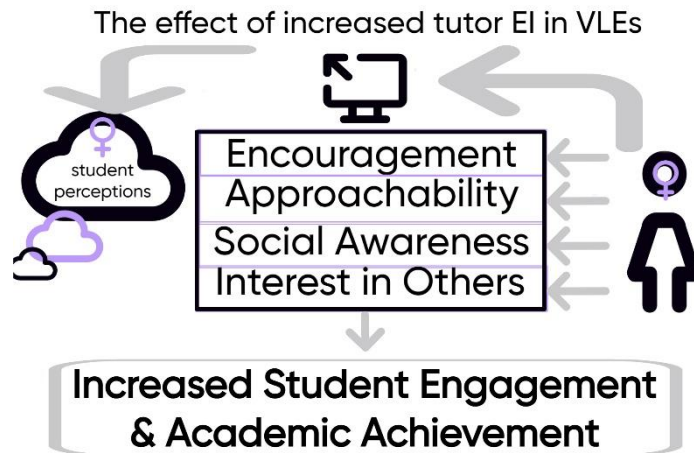 The effect of increased tutor EI in VLEs
student
perceptions
Encouragement
Approachability
Social Awareness
Interest in Others
Increased Student Engagement
& Academic Achievement